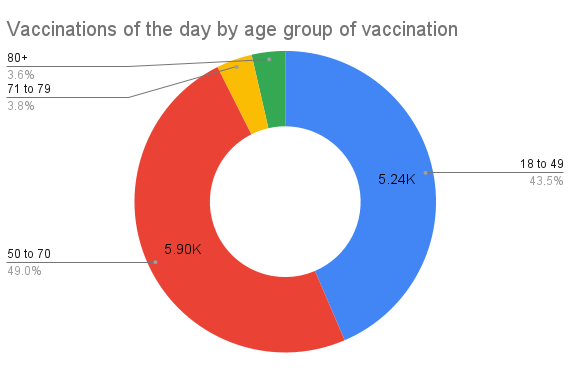 Vaccinations of the day by age group of vaccination
80+
3.6%
71 to 79
3.8%
18 to 49
43.5%
5.24K
5.90K
50 to 70
49.0%